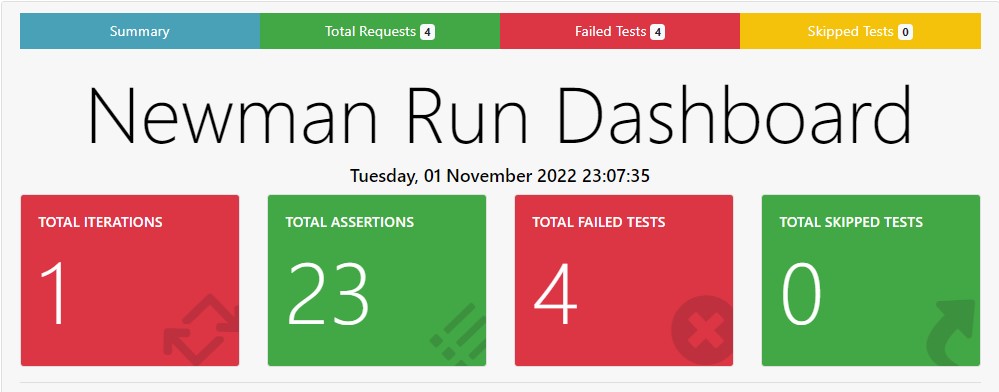 Summary Total Requests 4 Failed Tests 4 Skipped Tests 0
Newman Run Dashboard
Tuesday, 01 November 2022 23:07:35
TOTAL ITERATIONS TOTAL ASSERTIONS TOTAL FAILED TESTS TOTAL SKIPPED TESTS
1 23 4 0